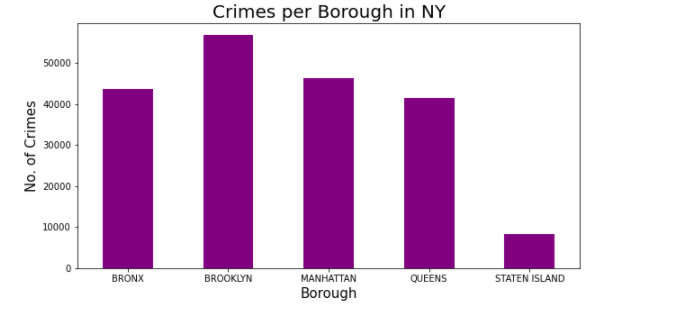 Crimes per Borough in NY
No. of Crimes
50000
40000
30000
20000
10000
0
BRONX BROOKLYN MANHATTAN QUEENS STATEN ISLAND
Borough